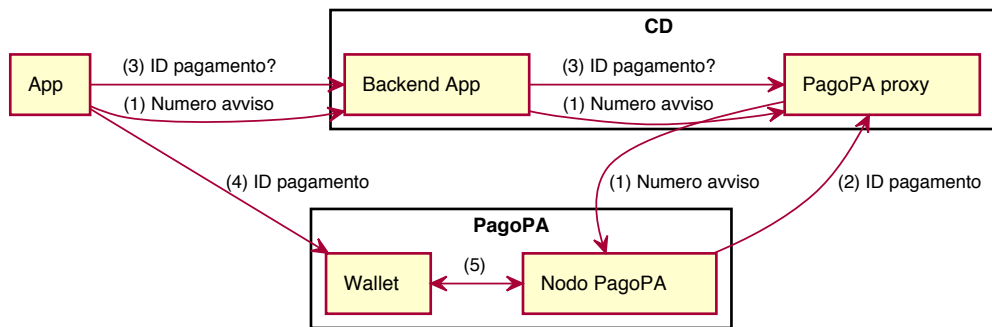 CD
App
(3) ID pagamento?
Backend App
(3) ID pagamento?
PagoPA proxy
(1) Numero avviso
(1) Numero avviso
(4) ID pagamento
(1) Numero avviso
(2) ID pagamento
PagoPA
Wallet
(5)
Nodo PagoPA